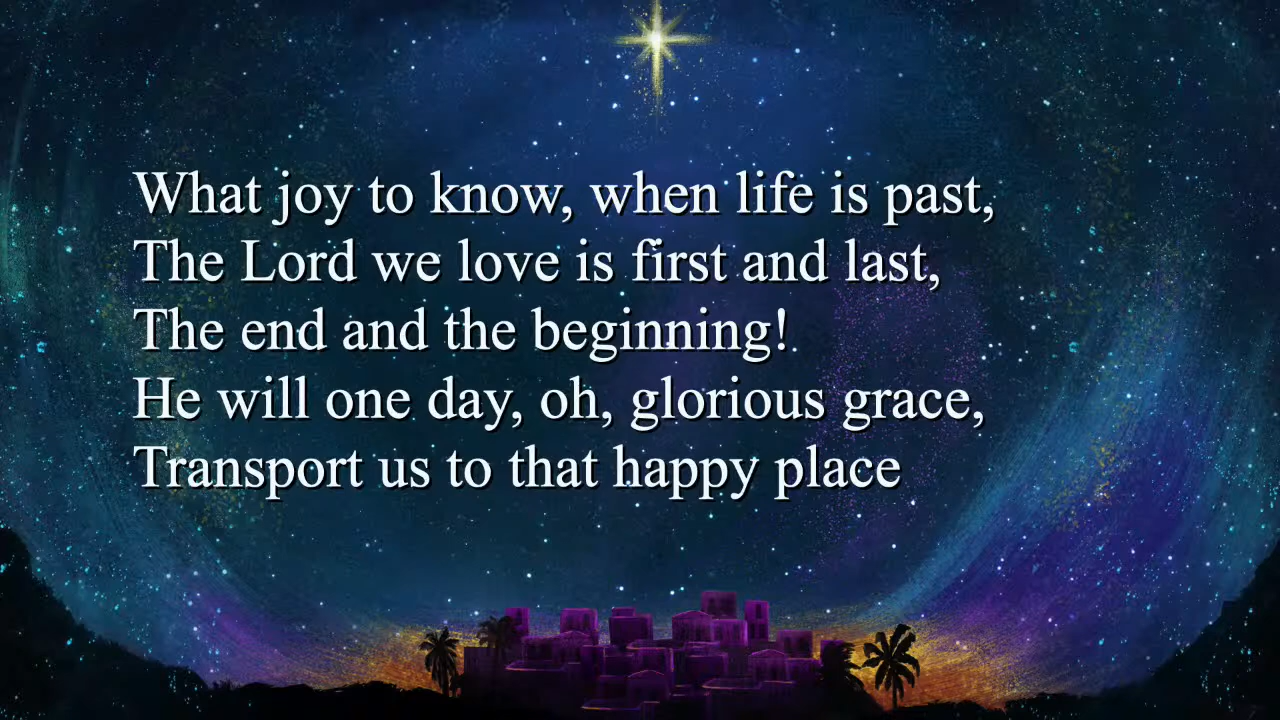 What joy to know, when life is past,
The Lord we love is first and last,
The end and the beginning!
He will one day, oh, glorious grace,
Transport us to that happy place